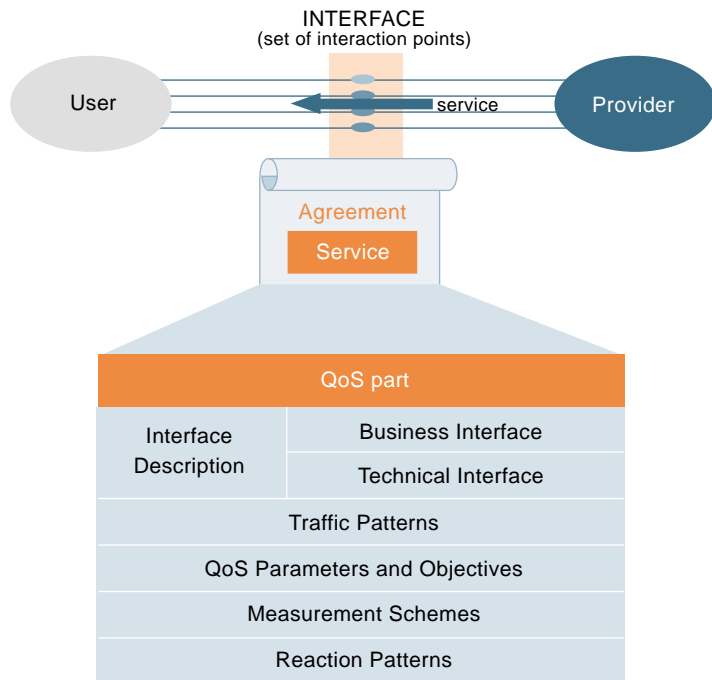 INTERFACE
(set of interaction points)
User
service
Provider
Agreement
Service
QoS part
Interface
Description
Business Interface
Technical Interface
Traffic Patterns
QoS Parameters and Objectives
Measurement Schemes
Reaction Patterns